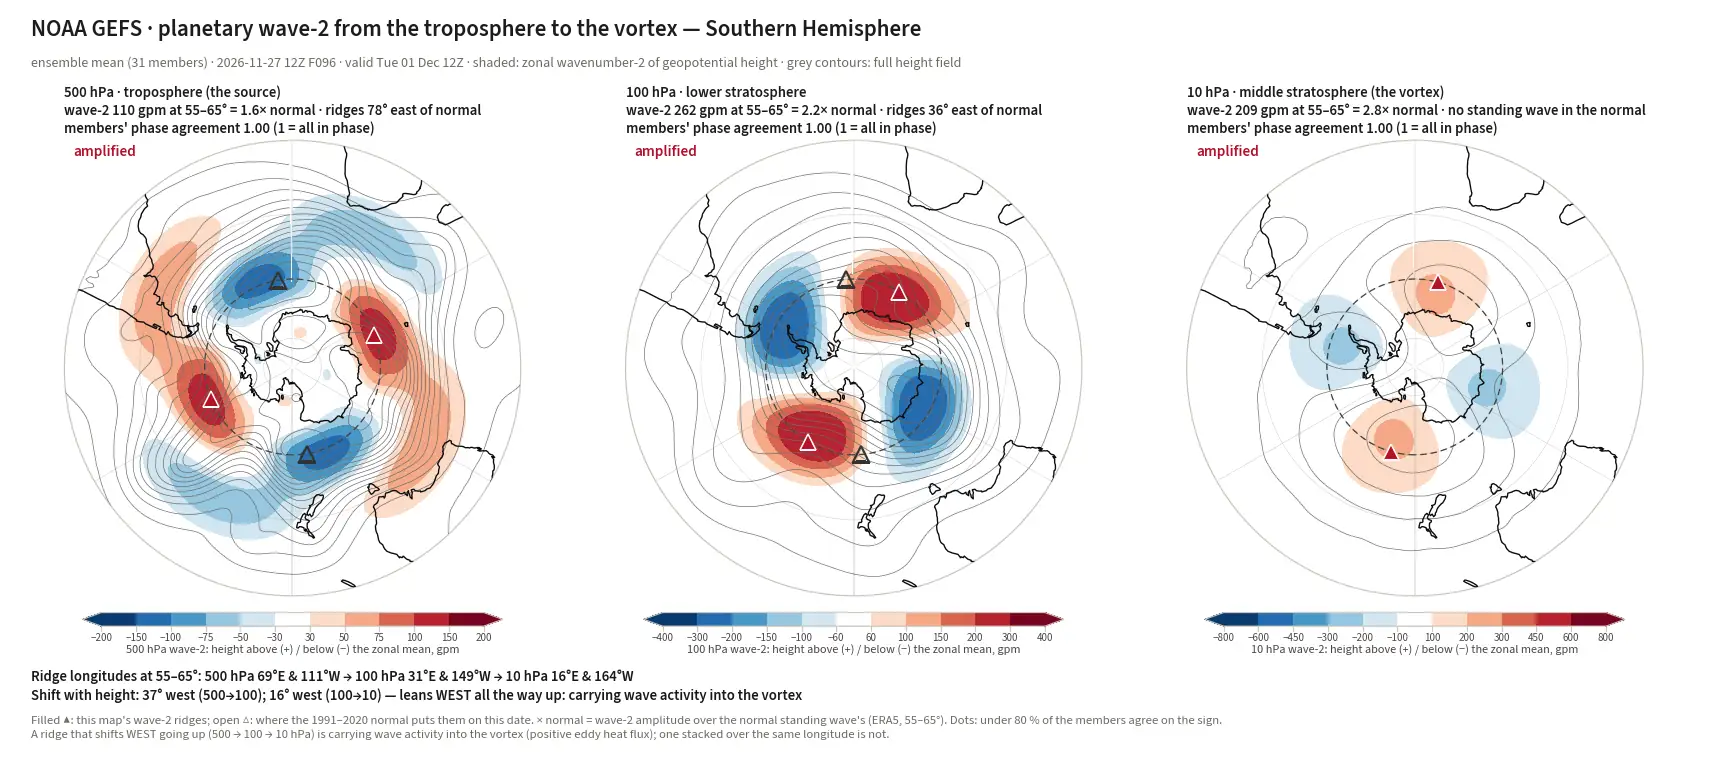 NOAA GEFS · planetary wave-2 from the troposphere to the vortex — Southern Hemisphere
ensemble mean (31 members) · 2026-11-27 12Z F096 · valid Tue 01 Dec 12Z · shaded: zonal wavenumber-2 of geopotential height · grey contours: full height field
500 hPa · troposphere (the source)
wave-2 110 gpm at 55–65° = 1.6× normal · ridges 78° east of normal
members' phase agreement 1.00 (1 = all in phase)
amplified
100 hPa · lower stratosphere
wave-2 262 gpm at 55–65° = 2.2× normal · ridges 36° east of normal
members' phase agreement 1.00 (1 = all in phase)
amplified
10 hPa · middle stratosphere (the vortex)
wave-2 209 gpm at 55–65° = 2.8× normal · no standing wave in the normal
members' phase agreement 1.00 (1 = all in phase)
amplified
−200 −150 −100 −75 −50 −30 30 50 75 100 150 200
500 hPa wave-2: height above (+) / below (−) the zonal mean, gpm
−400 −300 −200 −150 −100 −60 60 100 150 200 300 400
100 hPa wave-2: height above (+) / below (−) the zonal mean, gpm
−800 −600 −450 −300 −200 −100 100 200 300 450 600 800
10 hPa wave-2: height above (+) / below (−) the zonal mean, gpm
Ridge longitudes at 55–65°: 500 hPa 69°E & 111°W → 100 hPa 31°E & 149°W → 10 hPa 16°E & 164°W
Shift with height: 37° west (500→100); 16° west (100→10) — leans WEST all the way up: carrying wave activity into the vortex
Filled ▲: this map's wave-2 ridges; open △: where the 1991–2020 normal puts them on this date. × normal = wave-2 amplitude over the normal standing wave's (ERA5, 55–65°). Dots: under 80 % of the members agree on the sign.
A ridge that shifts WEST going up (500 → 100 → 10 hPa) is carrying wave activity into the vortex (positive eddy heat flux); one stacked over the same longitude is not.